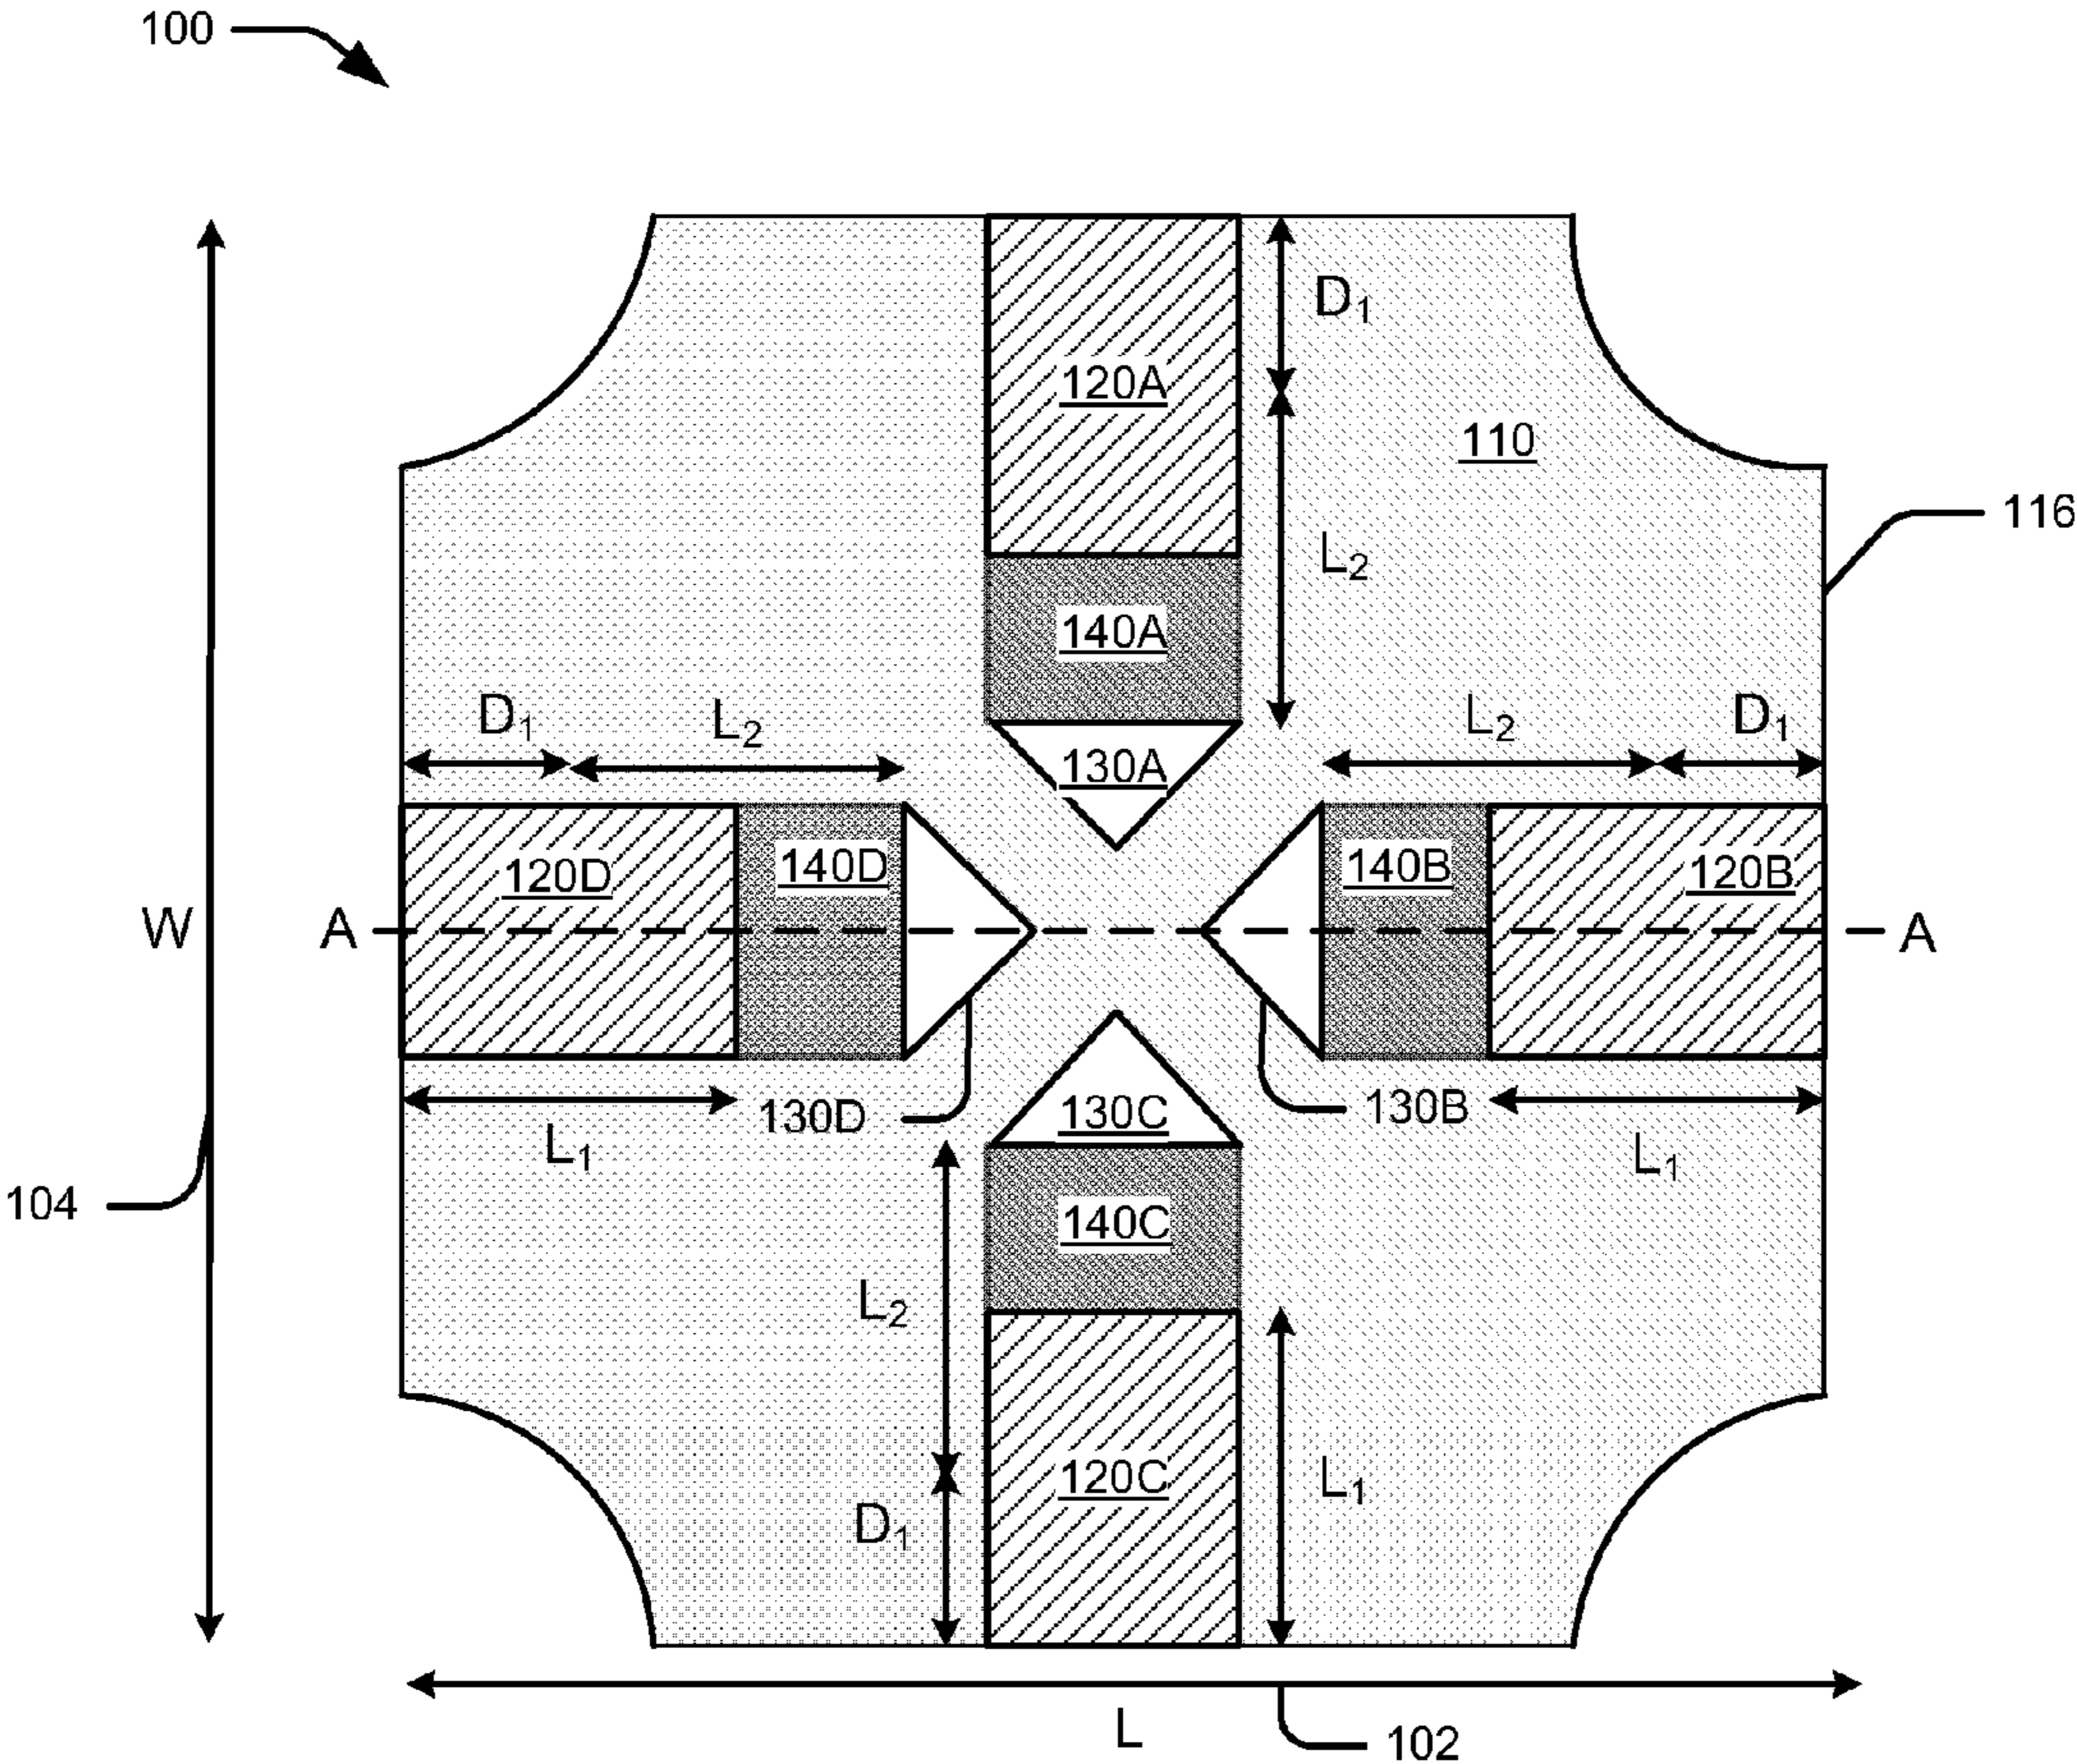 100
D₁
120A
110
116
L₂
140A
D₁
L₂
130A
L₂
D₁
120D
140D
140B
120B
W
A
A
130D
130C
130B
L₁
L₁
104
140C
L₂
120C
L₁
D₁
L
102